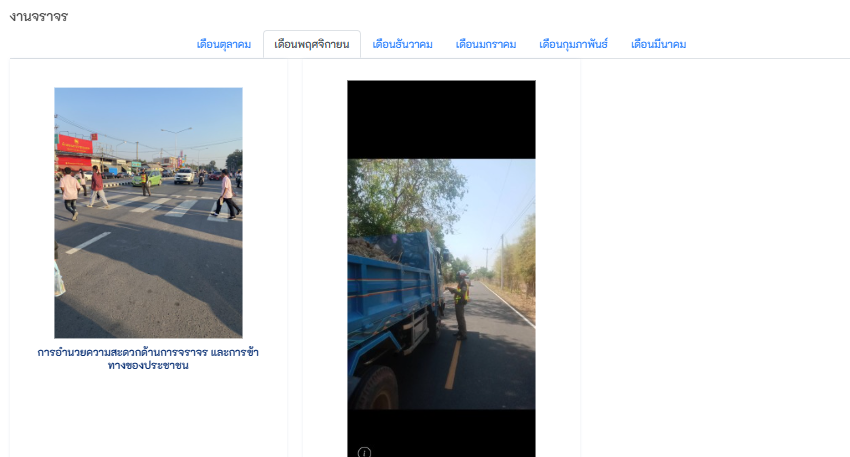 งานจราจร
เดือนตุลาคม เดือนพฤศจิกายน เดือนธันวาคม เดือนมกราคม เดือนกุมภาพันธ์ เดือนมีนาคม
การอำนวยความสะดวกด้านการจราจร และการข้า
ทางของประชาชน